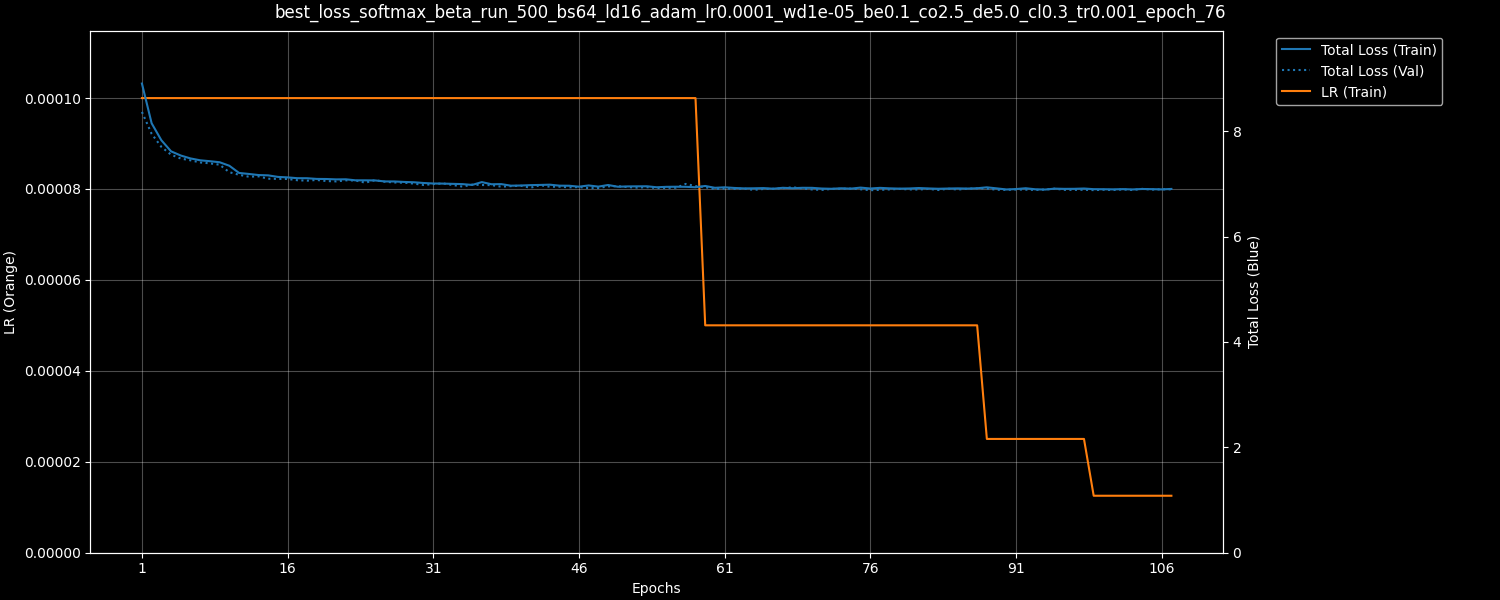 best_loss_softmax_beta_run_500_bs64_ld16_adam_lr0.0001_wd1e-05_be0.1_co2.5_de5.0_cl0.3_tr0.001_epoch_76
Total Loss (Train)
Total Loss (Val)
LR (Train)
LR (Orange)
0.00010
0.00008
0.00006
0.00004
0.00002
0.00000
1
16
31
46
61
76
91
106
Epochs
8
6
4
2
0
Total Loss (Blue)